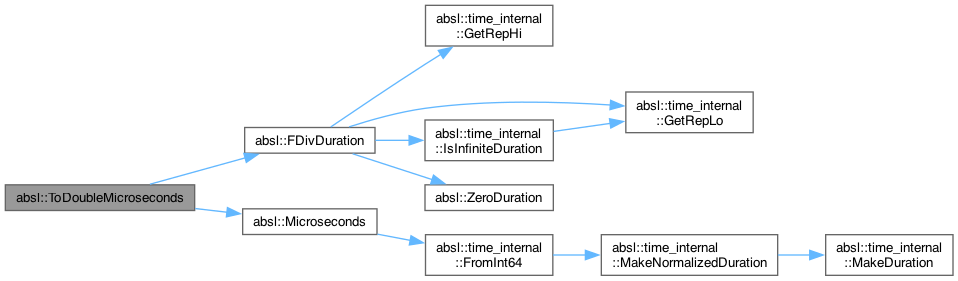 absl::time_internal
::GetRepHi
absl::time_internal
::GetRepLo
absl::FDivDuration
absl::time_internal
::IsInfiniteDuration
absl::ToDoubleMicroseconds
absl::ZeroDuration
absl::Microseconds
absl::time_internal
::FromInt64
absl::time_internal
::MakeNormalizedDuration
absl::time_internal
::MakeDuration